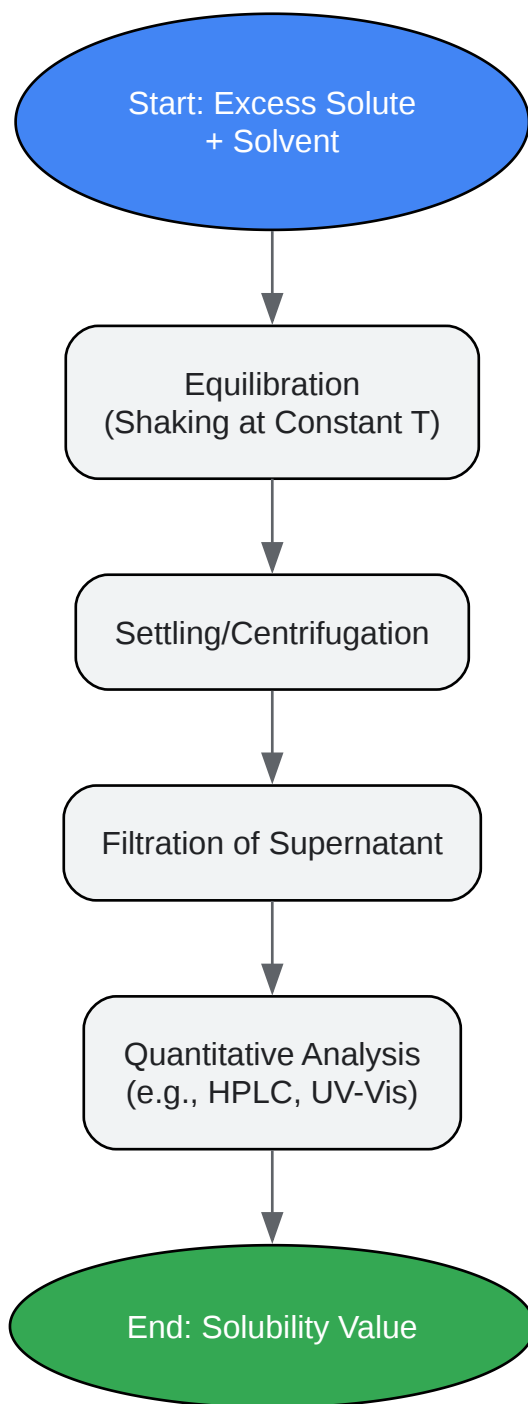 Start: Excess Solute
+ Solvent
Equilibration
(Shaking at Constant T)
Settling/Centrifugation
Filtration of Supernatant
Quantitative Analysis
(e.g., HPLC, UV-Vis)
End: Solubility Value